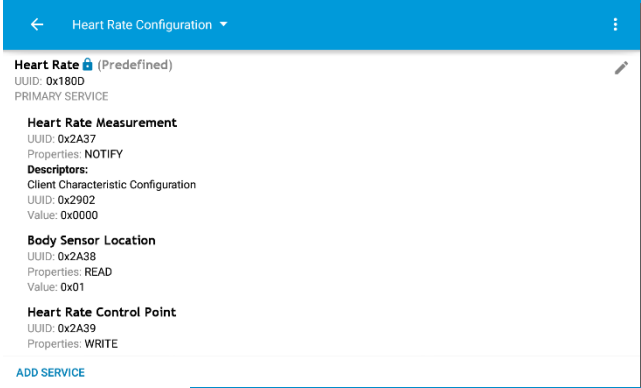 Heart Rate Configuration
Heart Rate (Predefined)
UUID: 0x180D
PRIMARY SERVICE
Heart Rate Measurement
UUID: 0x2A37
Properties: NOTIFY
Descriptors:
Client Characteristic Configuration
UUID: 0x2902
Value: 0x0000
Body Sensor Location
UUID: 0x2A38
Properties: READ
Value: 0x01
Heart Rate Control Point
UUID: 0x2A39
Properties: WRITE
ADD SERVICE